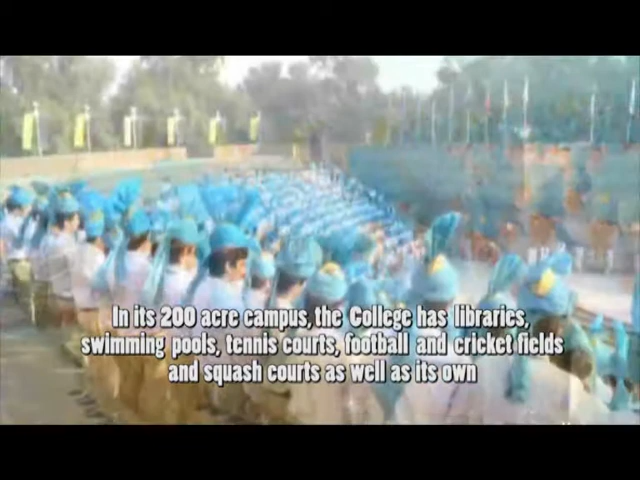 In its 200 acre campus, the College has libraries,
swimming pools, tennis courts, football and cricket fields
and squash courts as well as its own